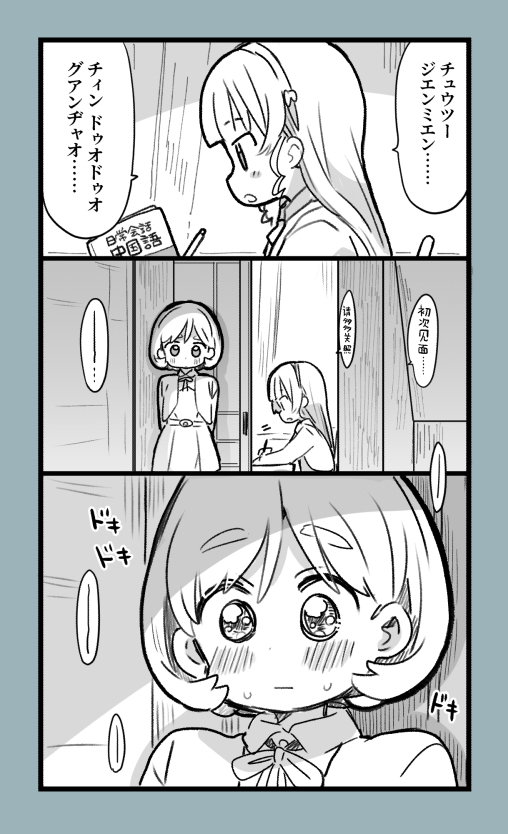 チュウツー
ジエンミエン……
チィン ドゥオドゥオ
グアンヂャオ……
日常会話
中国語
初次见面……
请多多关照…
ドキ
ドキ
ドキ